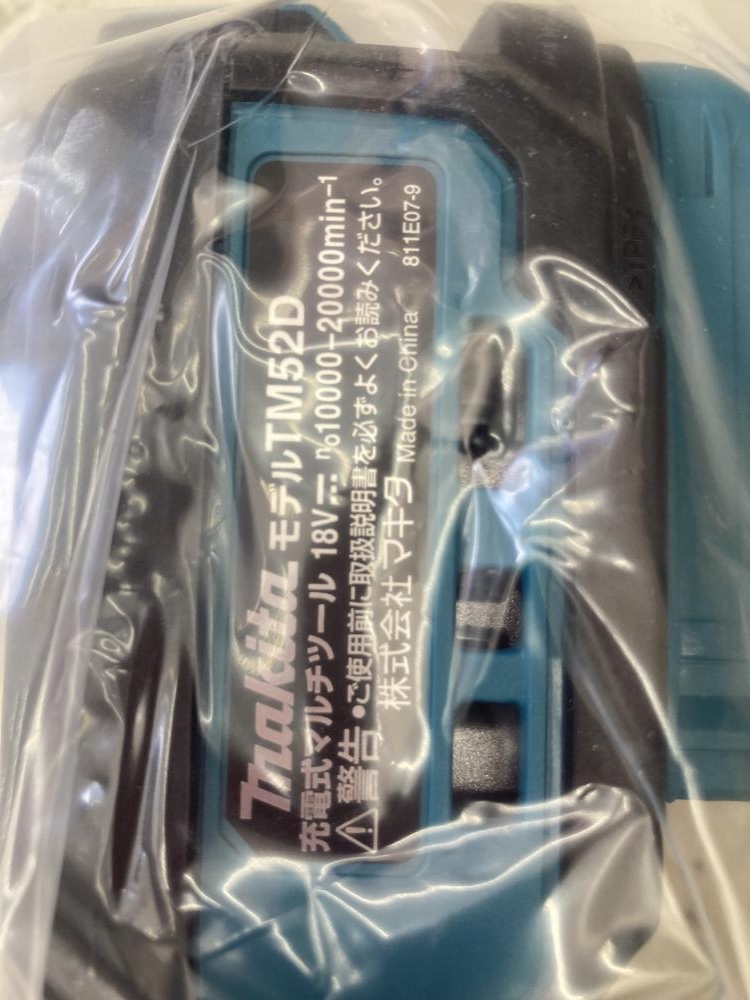 makita モデルTM52D
充電式マルチツール 18V⎓ n₀10000-20000min⁻¹
⚠警告 ●ご使用前に取扱説明書を必ずよくお読みください。
株式会社 マキタ Made in China 811E07-9